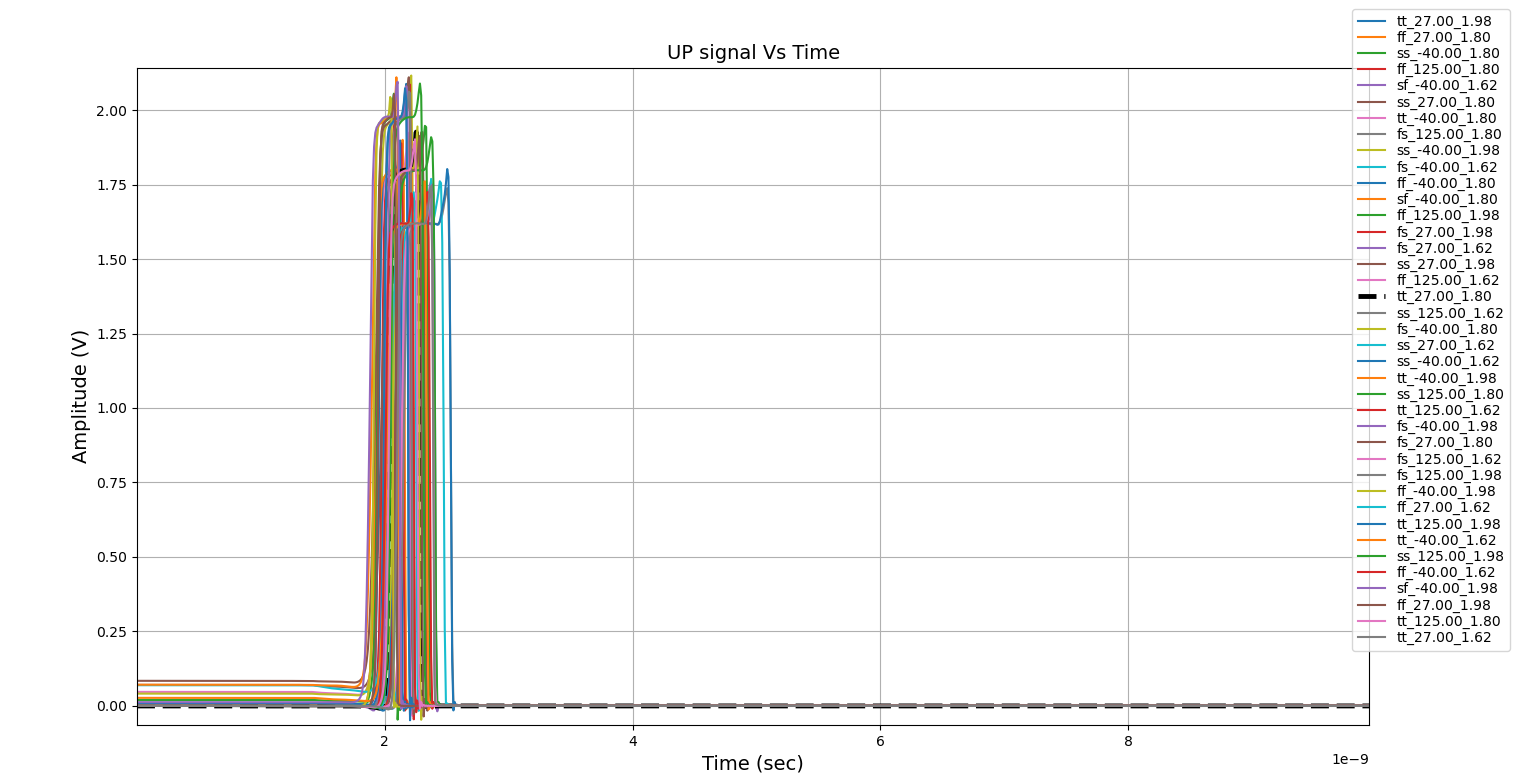 UP signal Vs Time
tt_27.00_1.98
ff_27.00_1.80
ss_-40.00_1.80
ff_125.00_1.80
sf_-40.00_1.62
ss_27.00_1.80
tt_-40.00_1.80
fs_125.00_1.80
ss_-40.00_1.98
fs_-40.00_1.62
ff_-40.00_1.80
sf_-40.00_1.80
ff_125.00_1.98
fs_27.00_1.98
fs_27.00_1.62
ss_27.00_1.98
ff_125.00_1.62
tt_27.00_1.80
ss_125.00_1.62
fs_-40.00_1.80
ss_27.00_1.62
ss_-40.00_1.62
tt_-40.00_1.98
ss_125.00_1.80
tt_125.00_1.62
fs_-40.00_1.98
fs_27.00_1.80
fs_125.00_1.62
fs_125.00_1.98
ff_-40.00_1.98
ff_27.00_1.62
tt_125.00_1.98
tt_-40.00_1.62
ss_125.00_1.98
ff_-40.00_1.62
sf_-40.00_1.98
ff_27.00_1.98
tt_125.00_1.80
tt_27.00_1.62
Amplitude (V)
2.00
1.75
1.50
1.25
1.00
0.75
0.50
0.25
0.00
2
4
6
8
1e-9
Time (sec)